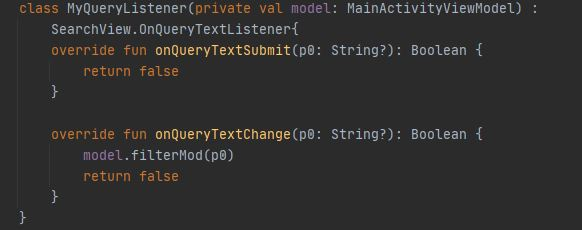 class MyQueryListener(private val model: MainActivityViewModel) :
    SearchView.OnQueryTextListener{
    override fun onQueryTextSubmit(p0: String?): Boolean {
        return false
    }

    override fun onQueryTextChange(p0: String?): Boolean {
        model.filterMod(p0)
        return false
    }
}